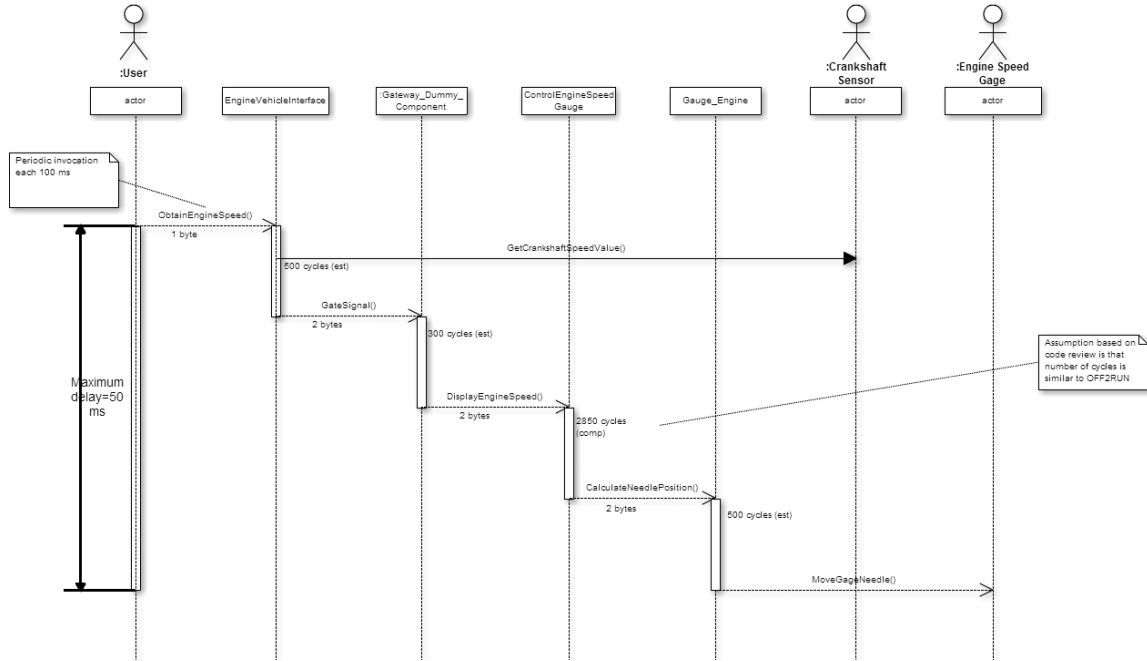 :User
:Crankshaft
Sensor
:Engine Speed
Gage
actor
EngineVehicleInterface
:Gateway_Dummy_
Component
ControlEngineSpeed
Gauge
Gauge_Engine
actor
actor
Periodic invocation
each 100 ms
ObtainEngineSpeed()
1 byte
GetCrankshaftSpeedValue()
500 cycles (est)
GateSignal()
2 bytes
300 cycles (est)
Assumption based on
code review is that
number of cycles is
similar to OFF2RUN
Maximum
delay=50
ms
DisplayEngineSpeed()
2 bytes
2850 cycles
(comp)
CalculateNeedlePosition()
2 bytes
500 cycles (est)
MoveGageNeedle()